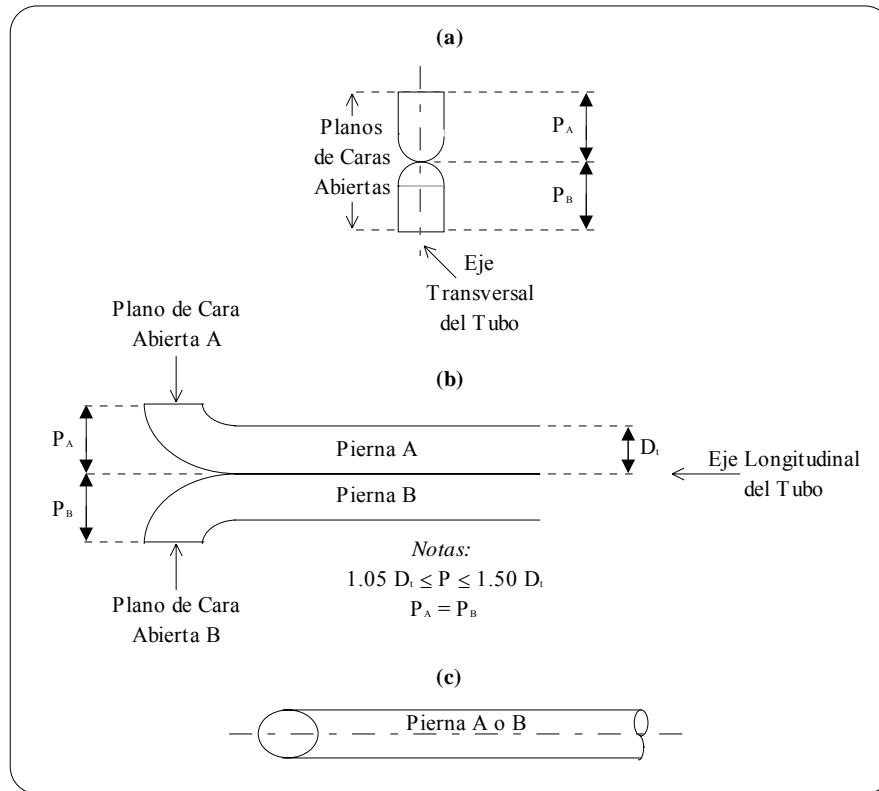 (a)
Planos
de Caras
Abiertas
P_A
P_B
Eje
Transversal
del Tubo
Plano de Cara
Abierta A
(b)
P_A
Pierna A
D_t
Eje Longitudinal
del Tubo
P_B
Pierna B
Notas:
1.05 D_t ≤ P ≤ 1.50 D_t
P_A = P_B
Plano de Cara
Abierta B
(c)
Pierna A o B